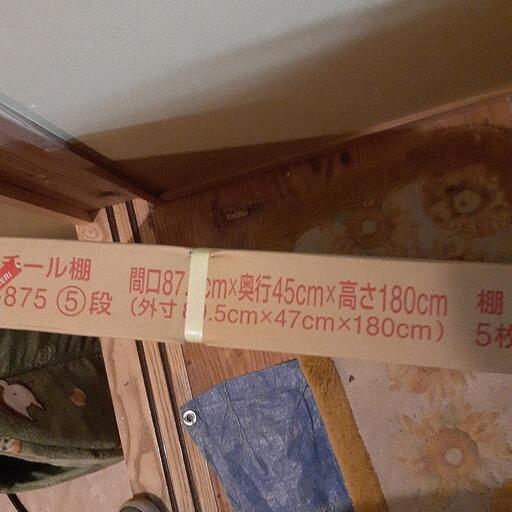 ール棚
875 ⑤段
間口87. cm×奥行45cm×高さ180cm
(外寸 .5cm×47cm×180cm)
棚
5枚